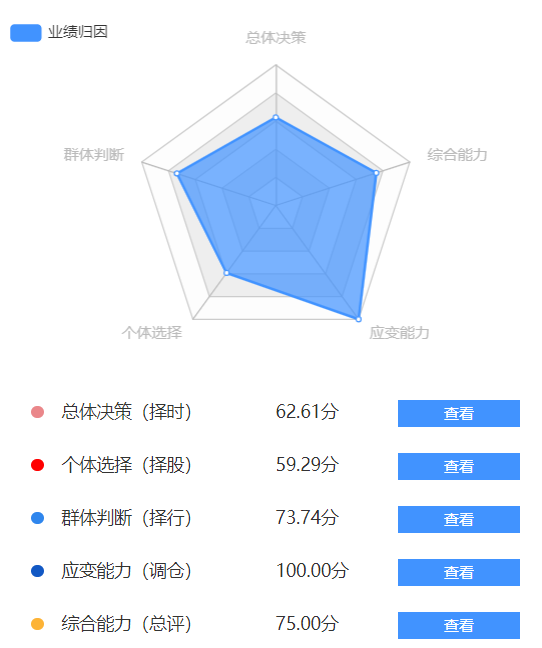 业绩归因
总体决策
群体判断
综合能力
个体选择
应变能力
总体决策（择时） 62.61分 查看
个体选择（择股） 59.29分 查看
群体判断（择行） 73.74分 查看
应变能力（调仓） 100.00分 查看
综合能力（总评） 75.00分 查看